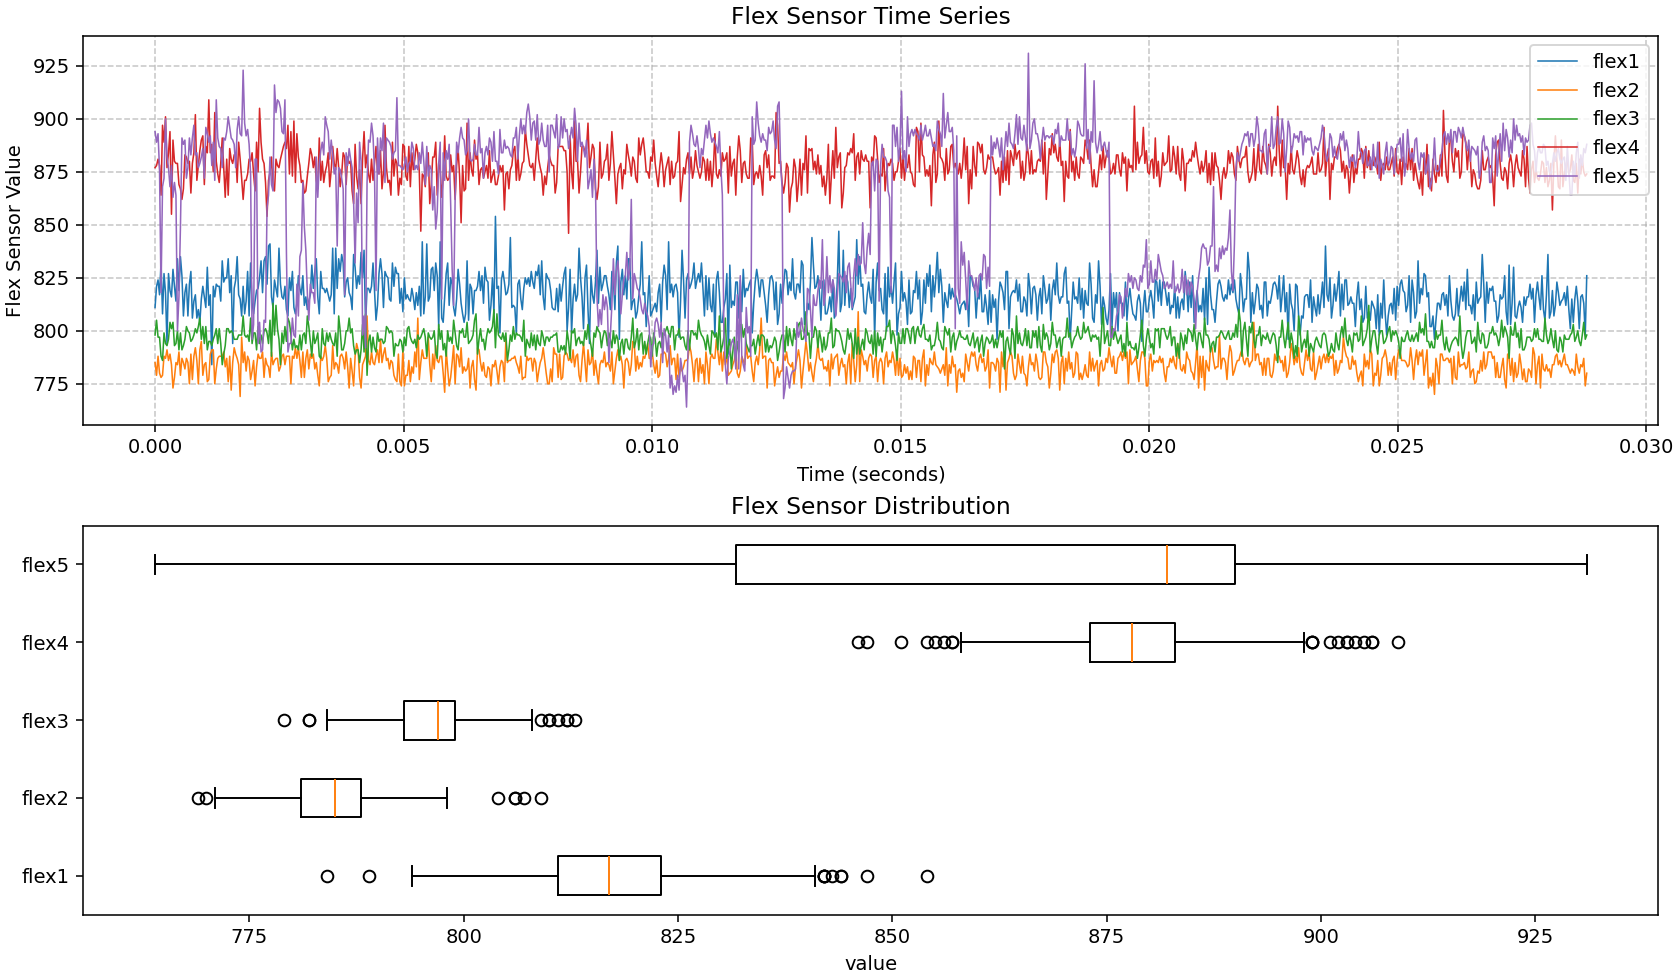 Flex Sensor Time Series
Flex Sensor Value
925
900
875
850
825
800
775
flex1
flex2
flex3
flex4
flex5
0.000 0.005 0.010 0.015 0.020 0.025 0.030
Time (seconds)
Flex Sensor Distribution
flex5
flex4
flex3
flex2
flex1
775 800 825 850 875 900 925
value